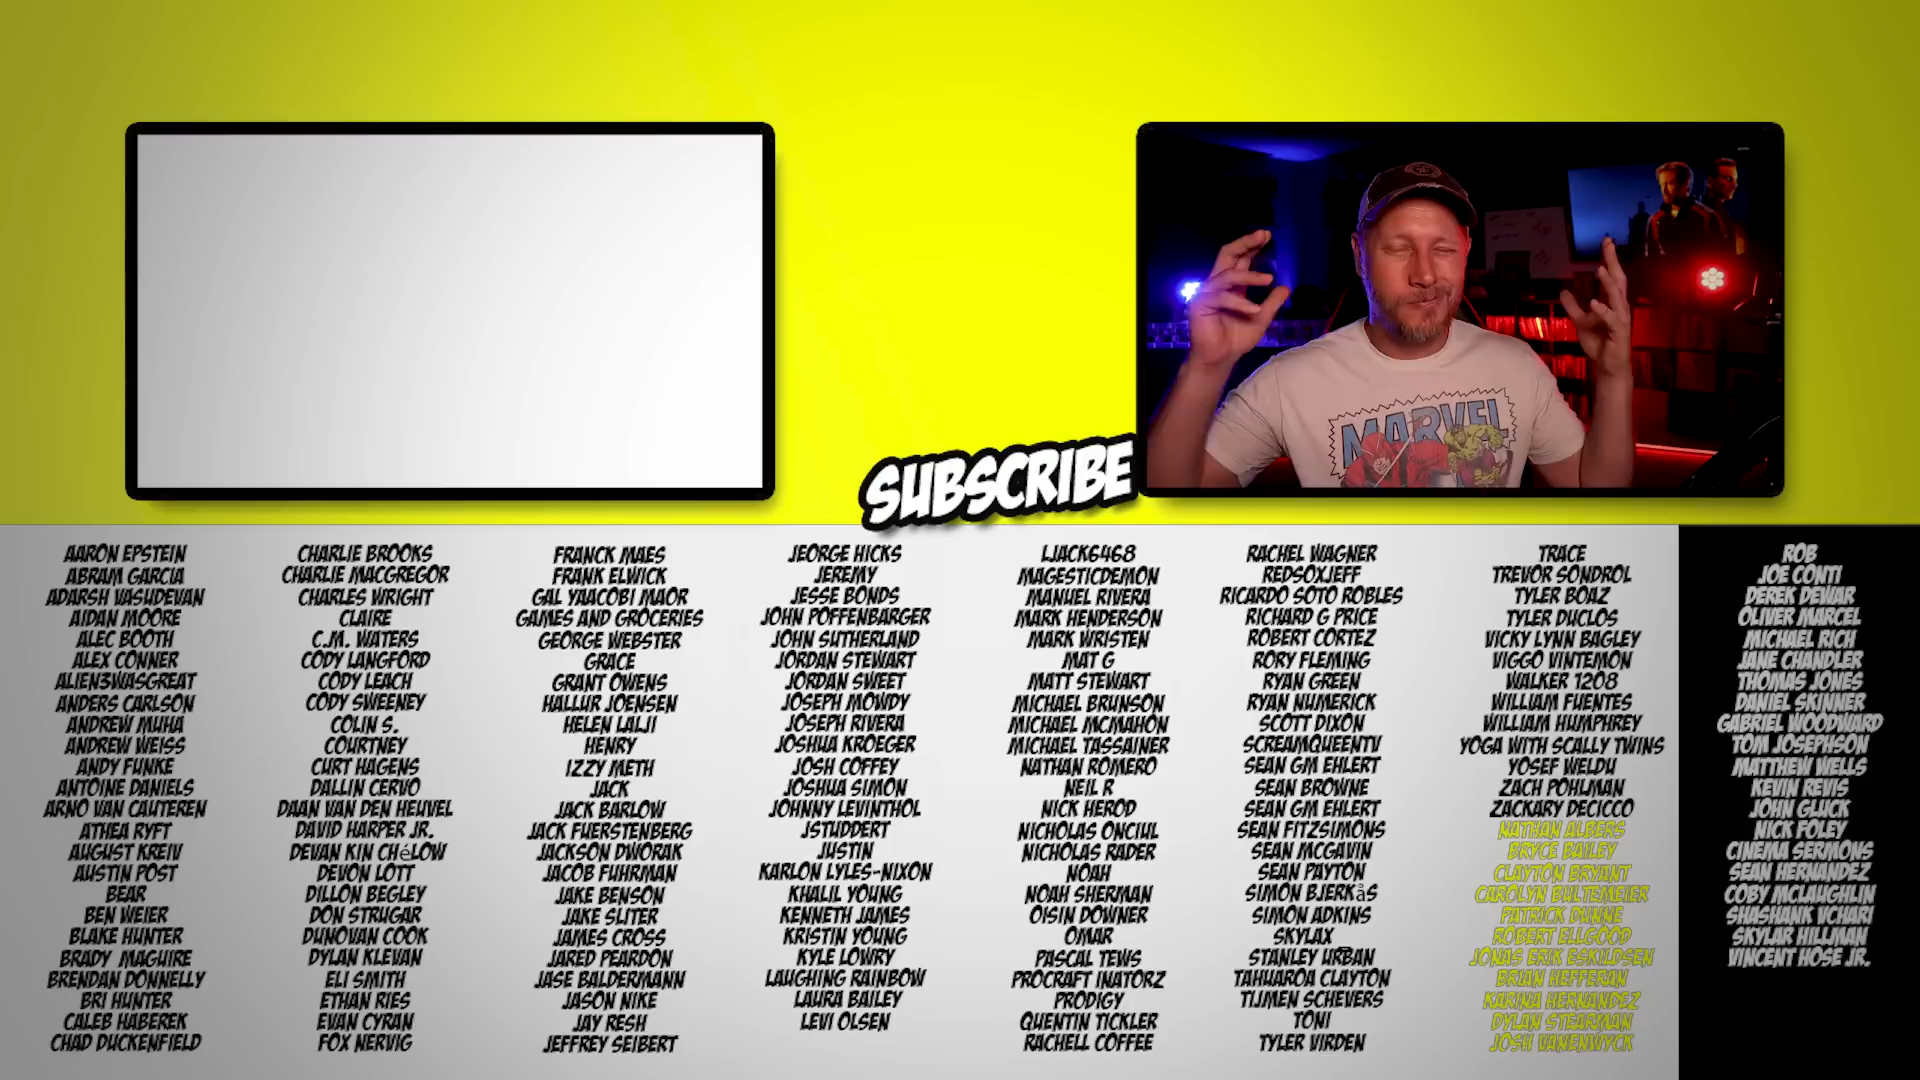 MARVEL
SUBSCRIBE
AARON EPSTEIN
ABRAM GARCIA
ADARSH VASUDEVAN
AIDAN MOORE
ALEC BOOTH
ALEX CONNER
ALIEN3WASGREAT
ANDERS CARLSON
ANDREW MUHA
ANDREW WEISS
ANDY FUNKE
ANTOINE DANIELS
ARNO VAN CAUTEREN
ATHEA RYFT
AUGUST KREIV
AUSTIN POST
BEAR
BEN WEIER
BLAKE HUNTER
BRADY MAGUIRE
BRENDAN DONNELLY
BRI HUNTER
CALEB HABEREK
CHAD DUCKENFIELD
CHARLIE BROOKS
CHARLIE MACGREGOR
CHARLES WRIGHT
CLAIRE
C.M. WATERS
CODY LANGFORD
CODY LEACH
CODY SWEENEY
COLIN S.
COURTNEY
CURT HAGENS
DALLIN CERVO
DAAN VAN DEN HEUVEL
DAVID HARPER JR.
DEVAN KIN CHéLOW
DEVON LOTT
DILLON BEGLEY
DON STRUGAR
DUNOVAN COOK
DYLAN KLEVAN
ELI SMITH
ETHAN RIES
EVAN CYRAN
FOX NERVIG
FRANCK MAES
FRANK ELWICK
GAL YAACOBI MAOR
GAMES AND GROCERIES
GEORGE WEBSTER
GRACE
GRANT OWENS
HALLUR JOENSEN
HELEN LALJI
HENRY
IZZY METH
JACK
JACK BARLOW
JACK FUERSTENBERG
JACKSON DWORAK
JACOB FUHRMAN
JAKE BENSON
JAKE SLITER
JAMES CROSS
JARED PEARDON
JASE BALDERMANN
JASON NIKE
JAY RESH
JEFFREY SEIBERT
JEORGE HICKS
JEREMY
JESSE BONDS
JOHN POFFENBARGER
JOHN SUTHERLAND
JORDAN STEWART
JORDAN SWEET
JOSEPH MOWDY
JOSEPH RIVERA
JOSHUA KROEGER
JOSH COFFEY
JOSHUA SIMON
JOHNNY LEVINTHOL
JSTUDDERT
JUSTIN
KARLON LYLES-NIXON
KHALIL YOUNG
KENNETH JAMES
KRISTIN YOUNG
KYLE LOWRY
LAUGHING RAINBOW
LAURA BAILEY
LEVI OLSEN
LJACK6468
MAGESTICDEMON
MANUEL RIVERA
MARK HENDERSON
MARK WRISTEN
MAT G
MATT STEWART
MICHAEL BRUNSON
MICHAEL MCMAHON
MICHAEL TASSAINER
NATHAN ROMERO
NEIL R
NICK HEROD
NICHOLAS ONCIUL
NICHOLAS RADER
NOAH
NOAH SHERMAN
OISIN DOWNER
OMAR
PASCAL TEWS
PROCRAFT INATORZ
PRODIGY
QUENTIN TICKLER
RACHELL COFFEE
RACHEL WAGNER
REDSOXJEFF
RICARDO SOTO ROBLES
RICHARD G PRICE
ROBERT CORTEZ
RORY FLEMING
RYAN GREEN
RYAN NUMERICK
SCOTT DIXON
SCREAMQUEENTV
SEAN GM EHLERT
SEAN BROWNE
SEAN GM EHLERT
SEAN FITZSIMONS
SEAN MCGAVIN
SEAN PAYTON
SIMON BJERKåS
SIMON ADKINS
SKYLAX
STANLEY URBAN
TAHUAROA CLAYTON
TIJMEN SCHEVERS
TONI
TYLER VIRDEN
TRACE
TREVOR SONDROL
TYLER BOAZ
TYLER DUCLOS
VICKY LYNN BAGLEY
VIGGO VINTEMON
WALKER 1208
WILLIAM FUENTES
WILLIAM HUMPHREY
YOGA WITH SCALLY TWINS
YOSEF WELDU
ZACH POHLMAN
ZACKARY DECICCO
NATHAN ALBERS
BRYCE BAILEY
CLAYTON BRYANT
CAROLYN BULTEMEIER
PATRICK DUNNE
ROBERT ELLGOOD
JONAS ERIK ESKILDSEN
BRIAN HEFFERAN
KARINA HERNANDEZ
DYLAN STEARMAN
JOSH VANENWYCK
ROB
JOE CONTI
DEREK DEWAR
OLIVER MARCEL
MICHAEL RICH
JANE CHANDLER
THOMAS JONES
DANIEL SKINNER
GABRIEL WOODWARD
TOM JOSEPHSON
MATTHEW WELLS
KEVIN REVIS
JOHN GLUCK
NICK FOLEY
CINEMA SERMONS
SEAN HERNANDEZ
COBY MCLAUGHLIN
SHASHANK VCHARI
SKYLAR HILLMAN
VINCENT HOSE JR.